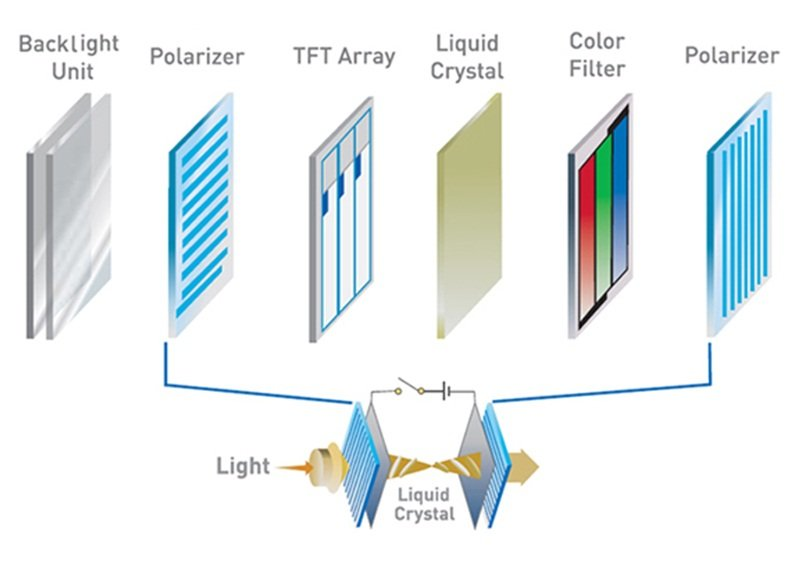 Backlight
Unit
Polarizer
TFT Array
Liquid
Crystal
Color
Filter
Polarizer
Light
Liquid
Crystal